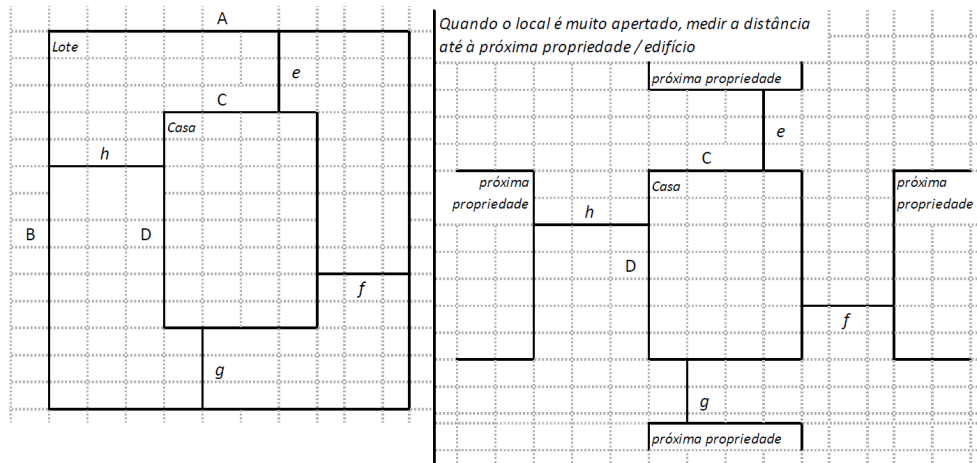 A
Lote
e
C
Casa
h
B
D
f
g
Quando o local é muito apertado, medir a distância
até à próxima propriedade / edifício
próxima propriedade
e
C
próxima
propriedade
Casa
próxima
propriedade
h
D
f
g
próxima propriedade